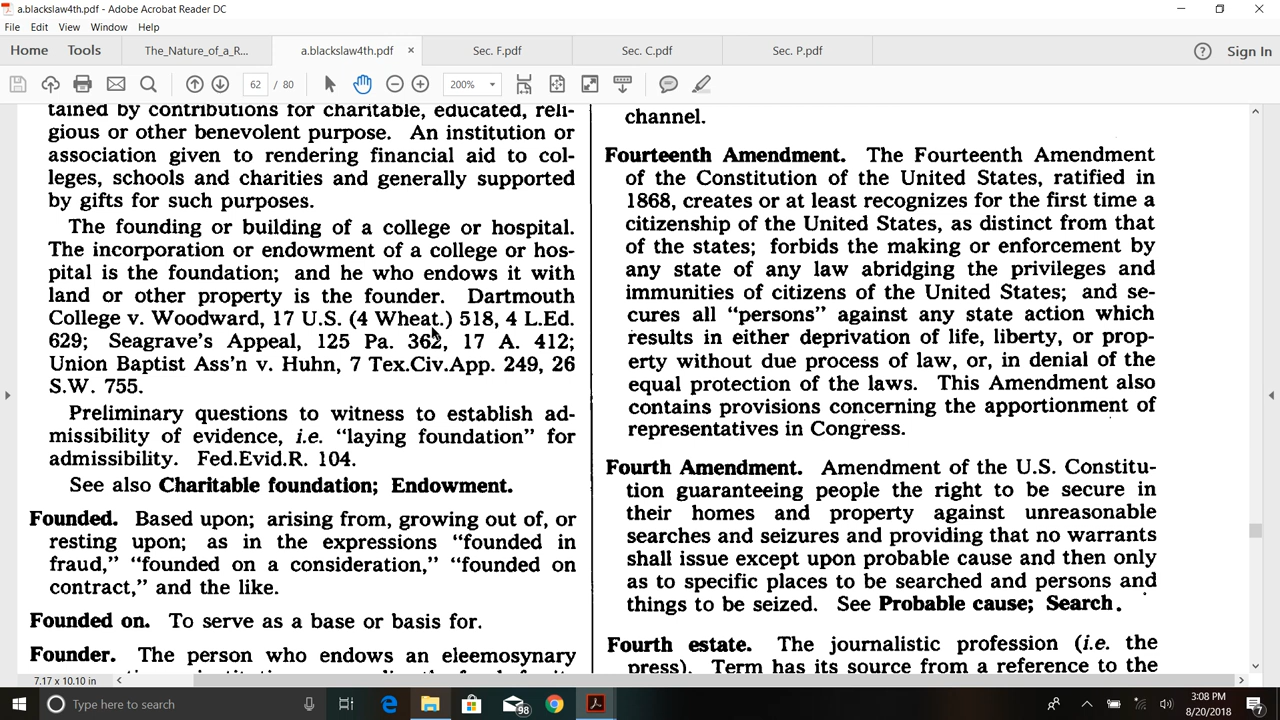 a.blackslaw4th.pdf - Adobe Acrobat Reader DC
File Edit View Window Help
Home Tools The_Nature_of_a_R... a.blackslaw4th.pdf × Sec. F.pdf Sec. C.pdf Sec. P.pdf Sign In
62 / 80 200%
tained by contributions for charitable, educated, reli-
gious or other benevolent purpose. An institution or
association given to rendering financial aid to col-
leges, schools and charities and generally supported
by gifts for such purposes.
The founding or building of a college or hospital.
The incorporation or endowment of a college or hos-
pital is the foundation; and he who endows it with
land or other property is the founder. Dartmouth
College v. Woodward, 17 U.S. (4 Wheat.) 518, 4 L.Ed.
629; Seagrave's Appeal, 125 Pa. 362, 17 A. 412;
Union Baptist Ass'n v. Huhn, 7 Tex.Civ.App. 249, 26
S.W. 755.
Preliminary questions to witness to establish ad-
missibility of evidence, i.e. "laying foundation" for
admissibility. Fed.Evid.R. 104.
See also Charitable foundation; Endowment.
Founded. Based upon; arising from, growing out of, or
resting upon; as in the expressions "founded in
fraud," "founded on a consideration," "founded on
contract," and the like.
Founded on. To serve as a base or basis for.
Founder. The person who endows an eleemosynary
channel.
Fourteenth Amendment. The Fourteenth Amendment
of the Constitution of the United States, ratified in
1868, creates or at least recognizes for the first time a
citizenship of the United States, as distinct from that
of the states; forbids the making or enforcement by
any state of any law abridging the privileges and
immunities of citizens of the United States; and se-
cures all "persons" against any state action which
results in either deprivation of life, liberty, or prop-
erty without due process of law, or, in denial of the
equal protection of the laws. This Amendment also
contains provisions concerning the apportionment of
representatives in Congress.
Fourth Amendment. Amendment of the U.S. Constitu-
tion guaranteeing people the right to be secure in
their homes and property against unreasonable
searches and seizures and providing that no warrants
shall issue except upon probable cause and then only
as to specific places to be searched and persons and
things to be seized. See Probable cause; Search.
Fourth estate. The journalistic profession (i.e. the
press). Term has its source from a reference to the
7.17 x 10.10 in
Type here to search
98
3:08 PM
8/20/2018
7